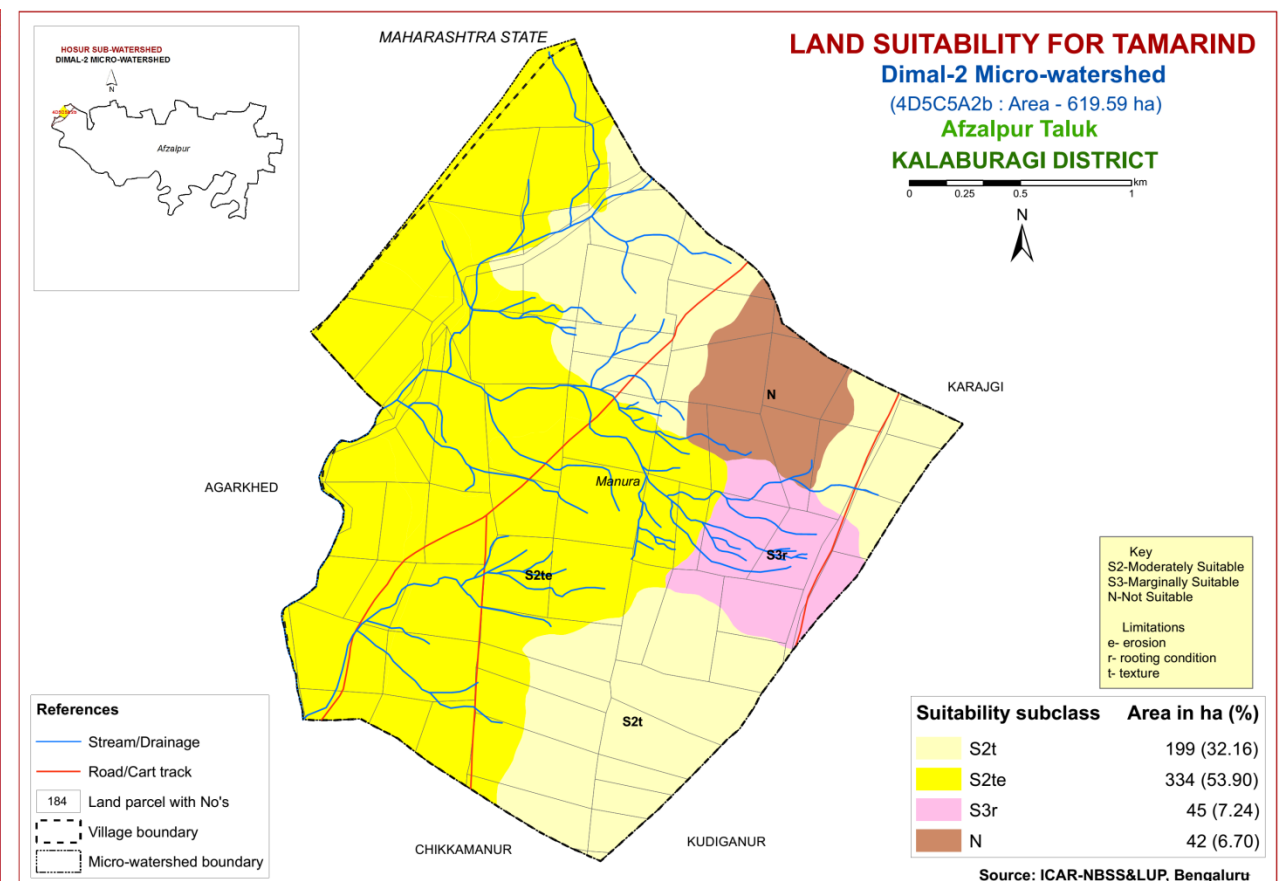 HOSUR SUB-WATERSHED
DIMAL-2 MICRO-WATERSHED
N
Afzalpur
MAHARASHTRA STATE
LAND SUITABILITY FOR TAMARIND
Dimal-2 Micro-watershed
(4D5C5A2b : Area - 619.59 ha)
Afzalpur Taluk
KALABURAGI DISTRICT
0 0.25 0.5 1 km
N
N
KARAJGI
AGARKHED
Manura
S3r
S2te
S2t
CHIKKAMANUR
KUDIGANUR
Key
S2-Moderately Suitable
S3-Marginally Suitable
N-Not Suitable
Limitations
e- erosion
r- rooting condition
t- texture
References
Stream/Drainage
Road/Cart track
184 Land parcel with No's
Village boundary
Micro-watershed boundary
Suitability subclass Area in ha (%)
S2t 199 (32.16)
S2te 334 (53.90)
S3r 45 (7.24)
N 42 (6.70)
Source: ICAR-NBSS&LUP, Bengaluru